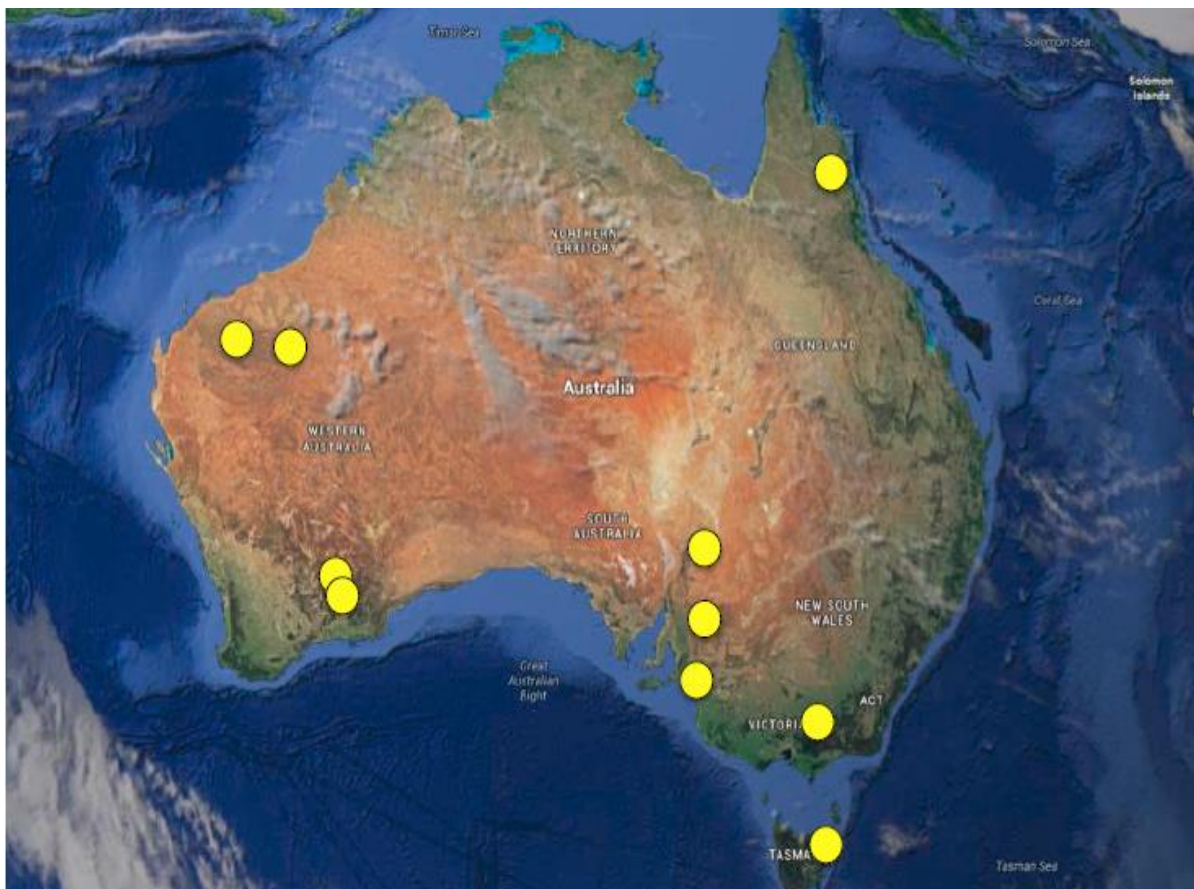 Timor Sea
Solomon Sea
Solomon
Islands
NORTHERN
TERRITORY
Coral Sea
QUEENSLAND
Australia
WESTERN
AUSTRALIA
SOUTH
AUSTRALIA
NEW SOUTH
WALES
Great
Australian
Bight
ACT
VICTORI
TASMA
Tasman Sea